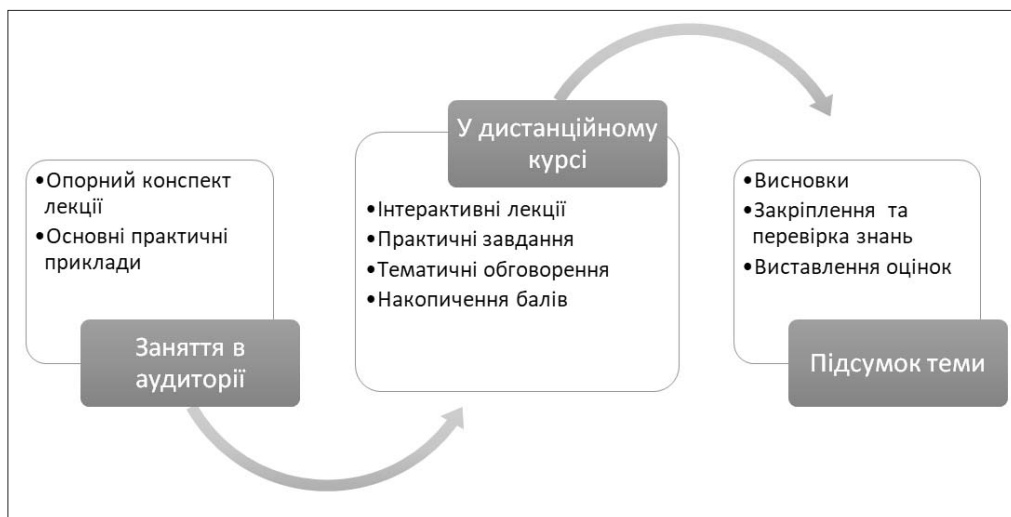 •Опорний конспект
лекції
•Основні практичні
приклади
Заняття в
аудиторії
У дистанційному
курсі
•Інтерактивні лекції
•Практичні завдання
•Тематичні обговорення
•Накопичення балів
•Висновки
•Закріплення та
перевірка знань
•Виставлення оцінок
Підсумок теми